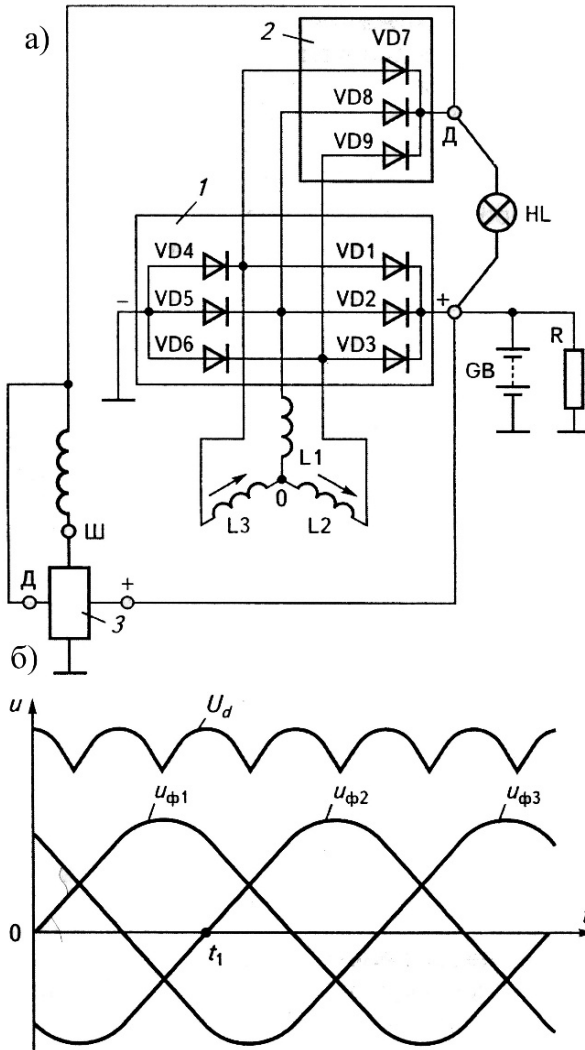 а)
2
VD7
VD8
VD9
Д
1
HL
VD4
VD1
VD5
VD2
VD6
VD3
–
+
R
GB
L1
0
L3
L2
Ш
Д
+
3
б)
u
U_d
u_ф1
u_ф2
u_ф3
0
t_1
t